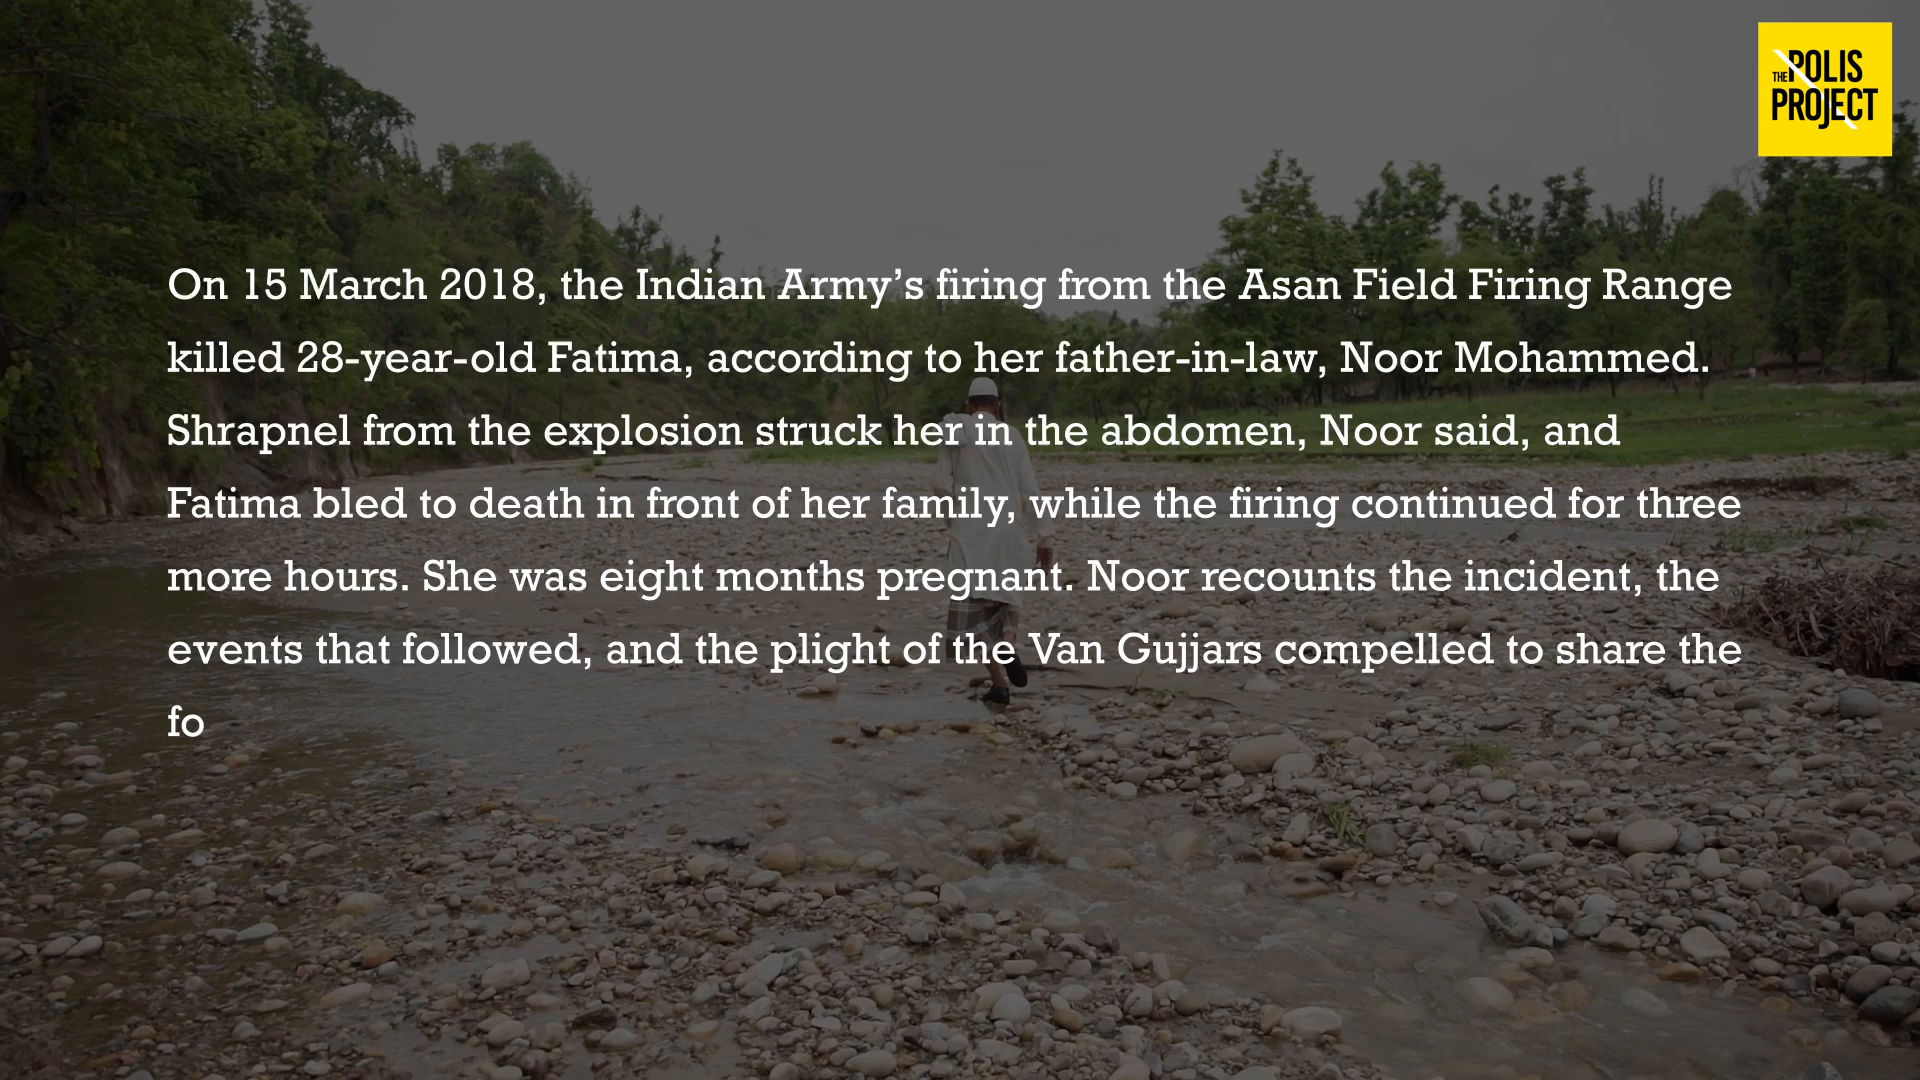 THE POLIS
PROJECT
On 15 March 2018, the Indian Army’s firing from the Asan Field Firing Range
killed 28-year-old Fatima, according to her father-in-law, Noor Mohammed.
Shrapnel from the explosion struck her in the abdomen, Noor said, and
Fatima bled to death in front of her family, while the firing continued for three
more hours. She was eight months pregnant. Noor recounts the incident, the
events that followed, and the plight of the Van Gujjars compelled to share the
fo